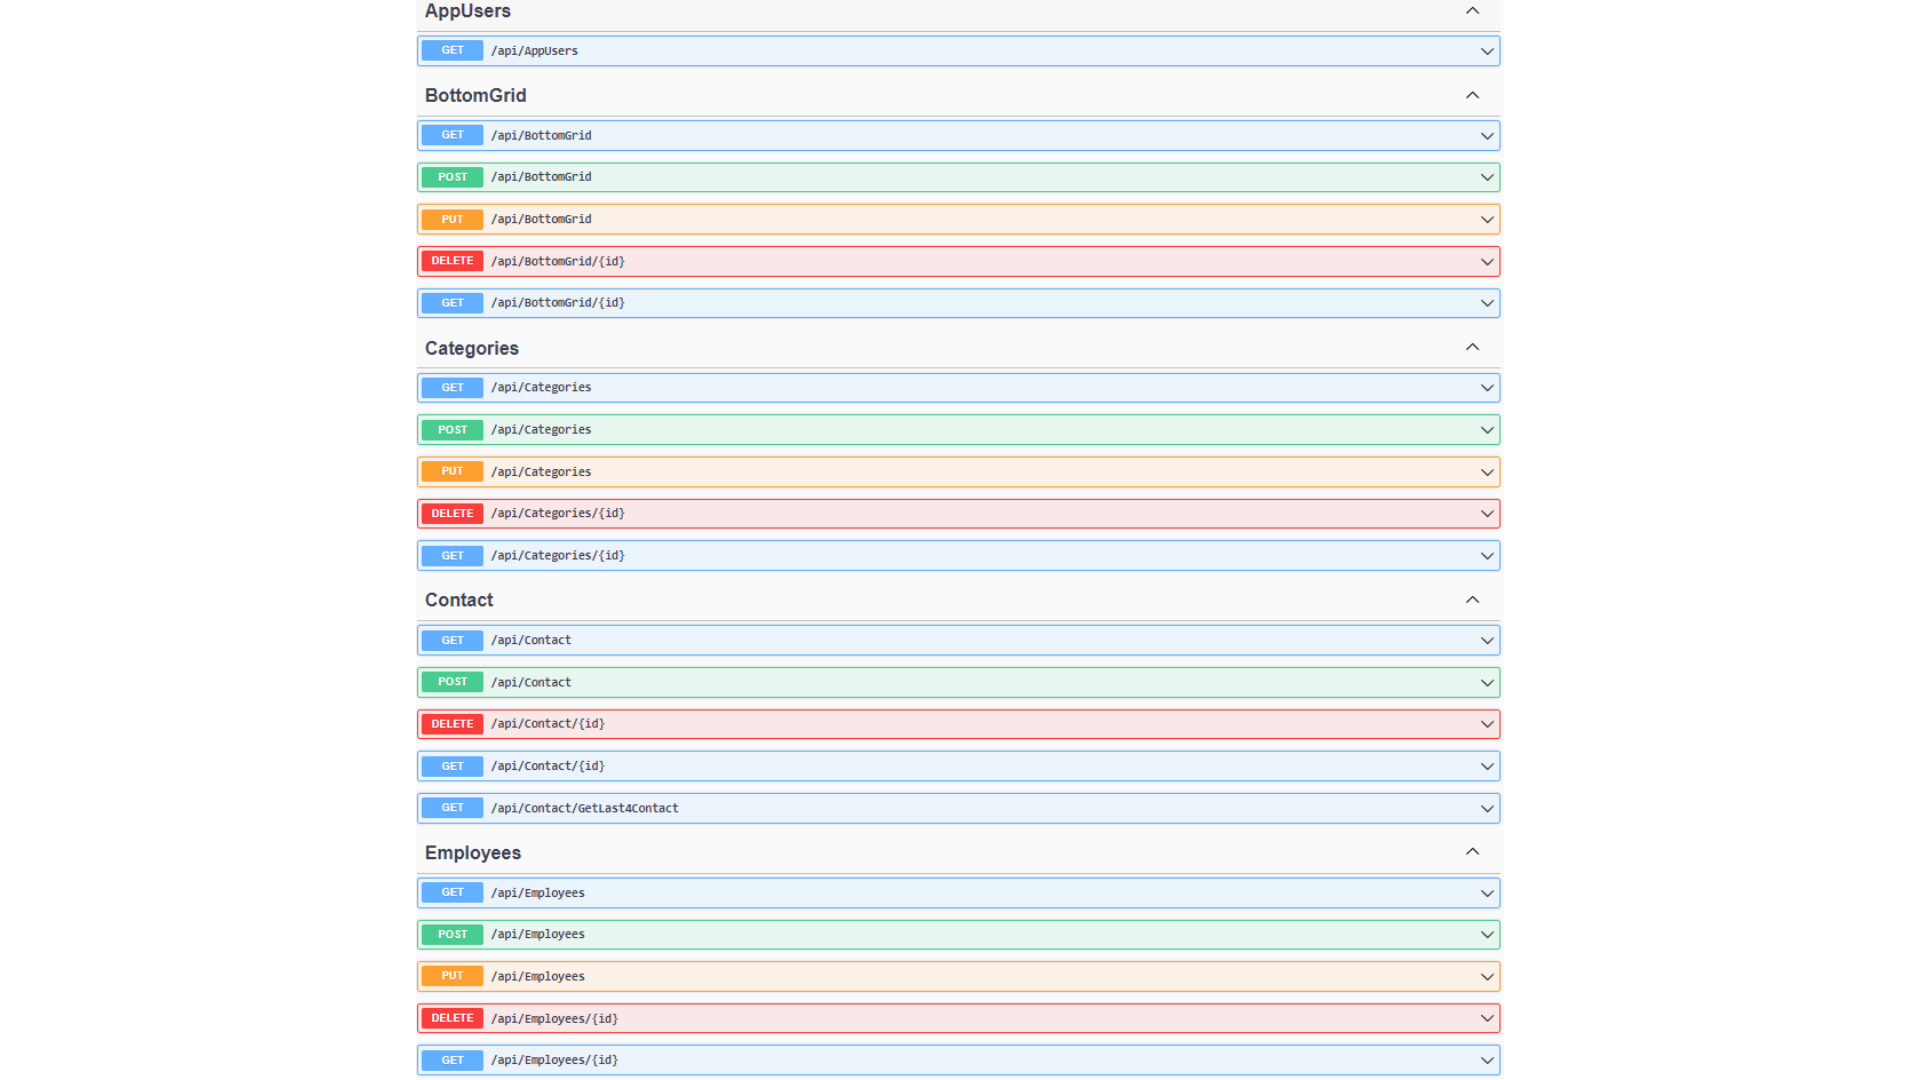 AppUsers
GET /api/AppUsers
BottomGrid
GET /api/BottomGrid
POST /api/BottomGrid
PUT /api/BottomGrid
DELETE /api/BottomGrid/{id}
GET /api/BottomGrid/{id}
Categories
GET /api/Categories
POST /api/Categories
PUT /api/Categories
DELETE /api/Categories/{id}
GET /api/Categories/{id}
Contact
GET /api/Contact
POST /api/Contact
DELETE /api/Contact/{id}
GET /api/Contact/{id}
GET /api/Contact/GetLast4Contact
Employees
GET /api/Employees
POST /api/Employees
PUT /api/Employees
DELETE /api/Employees/{id}
GET /api/Employees/{id}